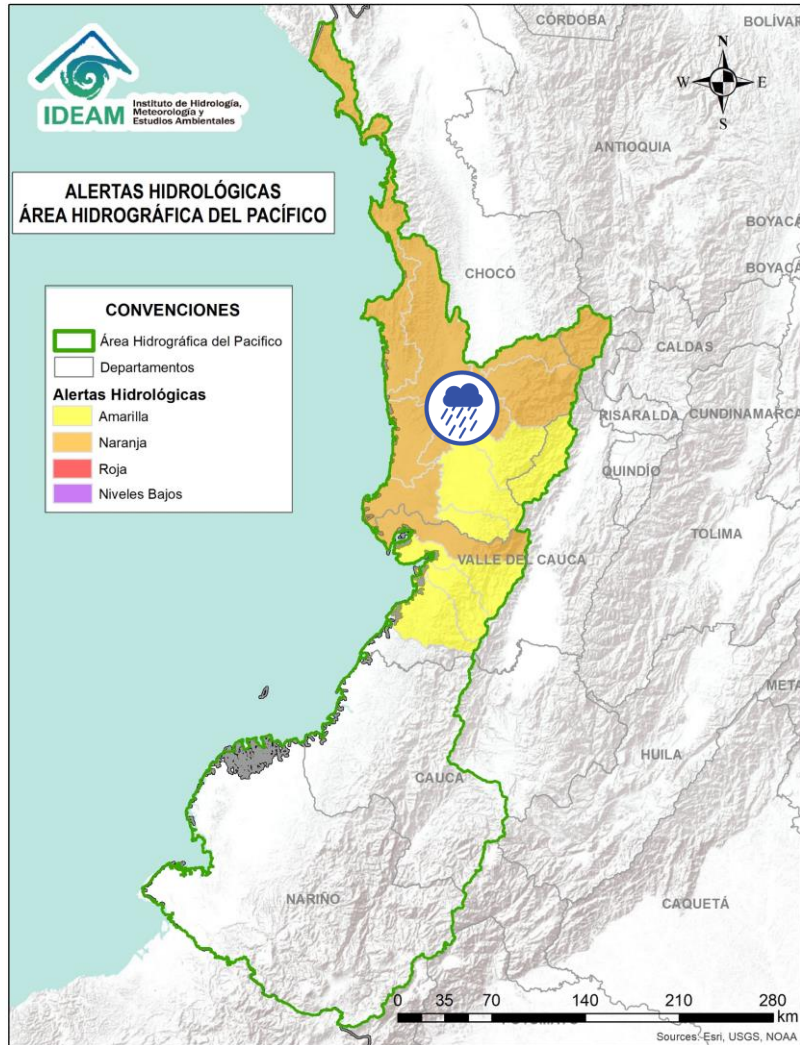 CÓRDOBA
BOLÍVAR
IDEAM
Instituto de Hidrología,
Meteorología y
Estudios Ambientales
N
W E
S
ANTIOQUIA
ALERTAS HIDROLÓGICAS
ÁREA HIDROGRÁFICA DEL PACÍFICO
BOYACÁ
BOYACÁ
CHOCÓ
CONVENCIONES
Área Hidrográfica del Pacifico
Departamentos
Alertas Hidrológicas
Amarilla
Naranja
Roja
Niveles Bajos
CALDAS
RISARALDA
CUNDINAMARCA
QUINDÍO
TOLIMA
VALLE DEL CAUCA
META
HUILA
CAUCA
NARIÑO
CAQUETÁ
0 35 70 140 210 280
km
Sources: Esri, USGS, NOAA